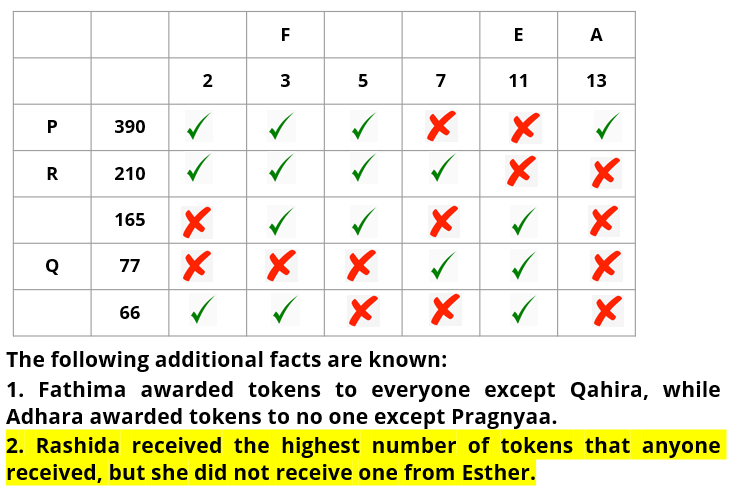 F E A
2 3 5 7 11 13
P 390
R 210
165
Q 77
66
The following additional facts are known:
1. Fathima awarded tokens to everyone except Qahira, while
Adhara awarded tokens to no one except Pragnyaa.
2. Rashida received the highest number of tokens that anyone
received, but she did not receive one from Esther.